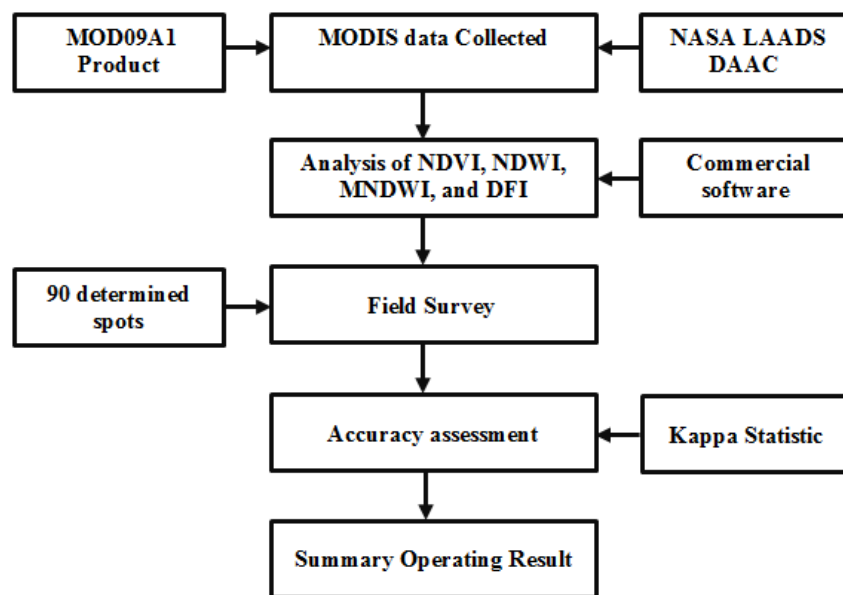 MOD09A1
Product
MODIS data Collected
NASA LAADS
DAAC
Analysis of NDVI, NDWI,
MNDWI, and DFI
Commercial
software
90 determined
spots
Field Survey
Accuracy assessment
Kappa Statistic
Summary Operating Result